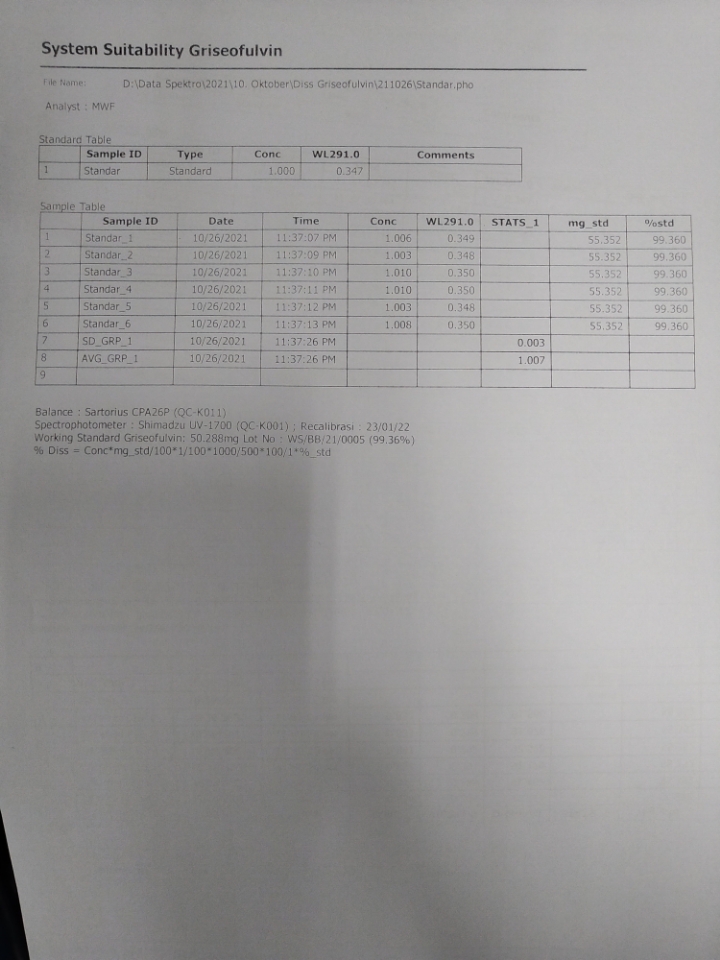 System Suitability Griseofulvin
File Name: D:\Data Spektro\2021\10. Oktober\Diss Griseofulvin\211026\Standar.pho
Analyst : MWF
Standard Table
Sample ID Type Conc WL291.0 Comments
1 Standar Standard 1.000 0.347
Sample Table
Sample ID Date Time Conc WL291.0 STATS_1 mg_std %std
1 Standar_1 10/26/2021 11:37:07 PM 1.006 0.349 55.352 99.360
2 Standar_2 10/26/2021 11:37:09 PM 1.003 0.348 55.352 99.360
3 Standar_3 10/26/2021 11:37:10 PM 1.010 0.350 55.352 99.360
4 Standar_4 10/26/2021 11:37:11 PM 1.010 0.350 55.352 99.360
5 Standar_5 10/26/2021 11:37:12 PM 1.003 0.348 55.352 99.360
6 Standar_6 10/26/2021 11:37:13 PM 1.008 0.350 55.352 99.360
7 SD_GRP_1 10/26/2021 11:37:26 PM 0.003
8 AVG_GRP_1 10/26/2021 11:37:26 PM 1.007
9
Balance : Sartorius CPA26P (QC-K011)
Spectrophotometer : Shimadzu UV-1700 (QC-K001) ; Recalibrasi : 23/01/22
Working Standard Griseofulvin: 50.288mg Lot No : WS/BB/21/0005 (99.36%)
% Diss = Conc*mg_std/100*1/100*1000/500*100/1*%_std